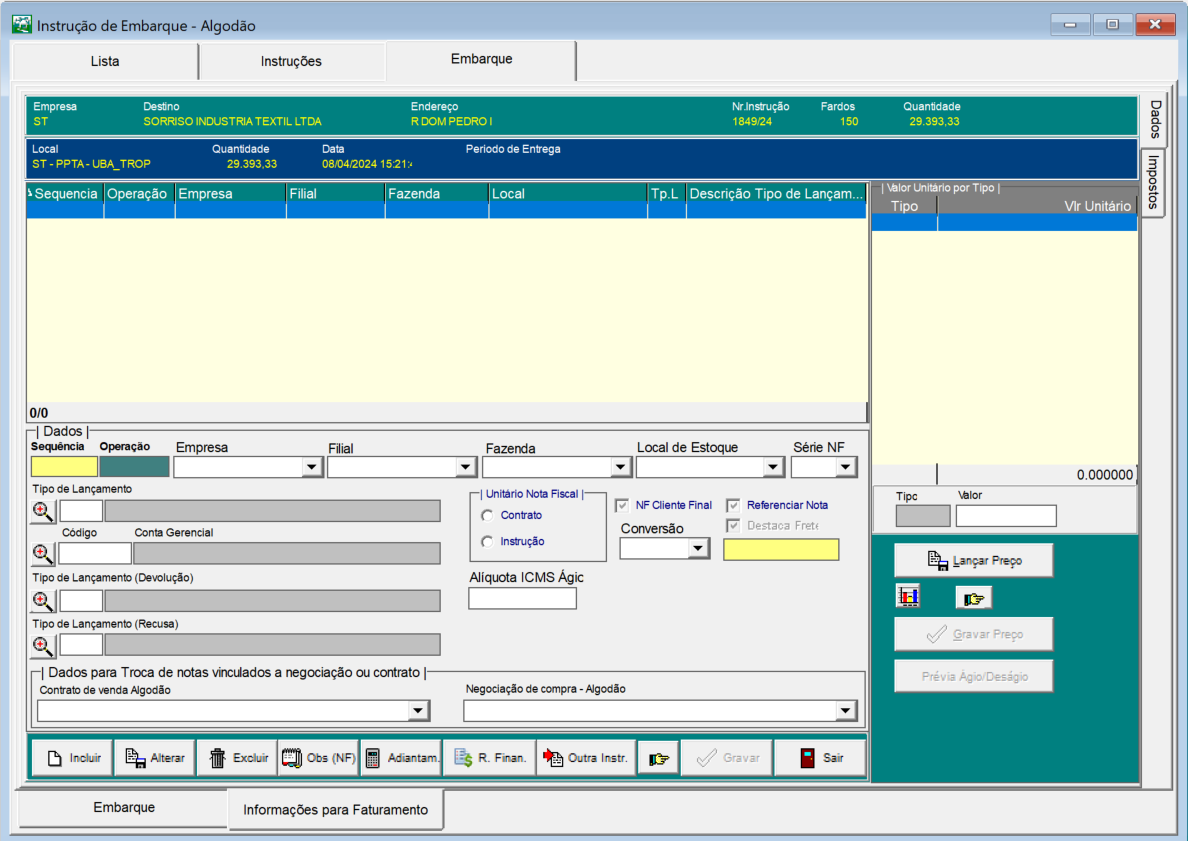 Instrução de Embarque - Algodão
Lista Instruções Embarque
Empresa Destino Endereço Nr.Instrução Fardos Quantidade
ST SORRISO INDUSTRIA TEXTIL LTDA R DOM PEDRO I 1849/24 150 29.393,33
Dados
Impostos
Local Quantidade Data Periodo de Entrega
ST - PPTA - UBA_TROP 29.393,33 08/04/2024 15:21:
Sequencia Operação Empresa Filial Fazenda Local Tp.L Descrição Tipo de Lançam...
| Valor Unitário por Tipo |
Tipo Vlr Unitário
0/0
0.000000
| Dados |
Sequência Operação Empresa Filial Fazenda Local de Estoque Série NF
Tipo de Lançamento
Código Conta Gerencial
Tipo de Lançamento (Devolução)
Tipo de Lançamento (Recusa)
| Unitário Nota Fiscal |
Contrato
Instrução
NF Cliente Final Referenciar Nota
Conversão Destaca Frete
Alíquota ICMS Ágic
Tipo Valor
Lançar Preço
Gravar Preço
Prévia Agio/Deságio
| Dados para Troca de notas vinculados a negociação ou contrato |
Contrato de venda Algodão Negociação de compra - Algodão
Incluir Alterar Excluir Obs (NF) Adiantam. R. Finan. Outra Instr. Gravar Sair
Embarque Informações para Faturamento